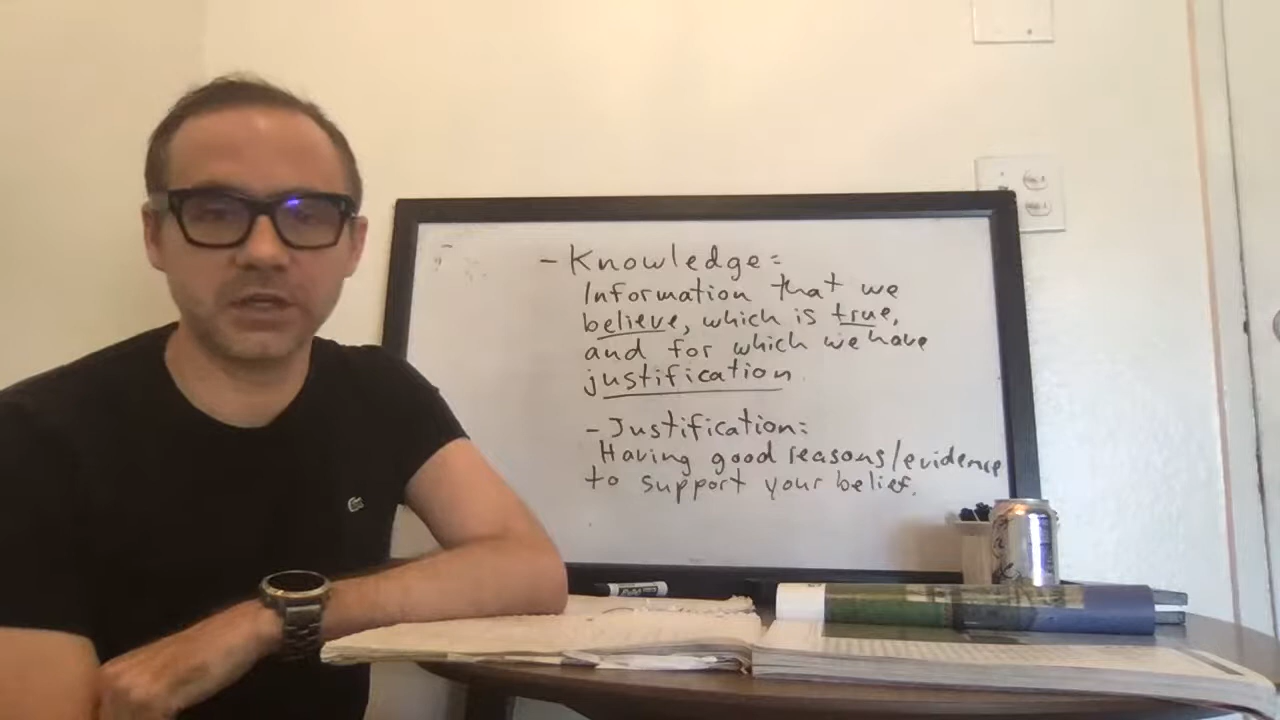 - Knowledge:
Information that we
believe, which is true,
and for which we have
justification.
- Justification:
Having good reasons/evidence
to support your belief.